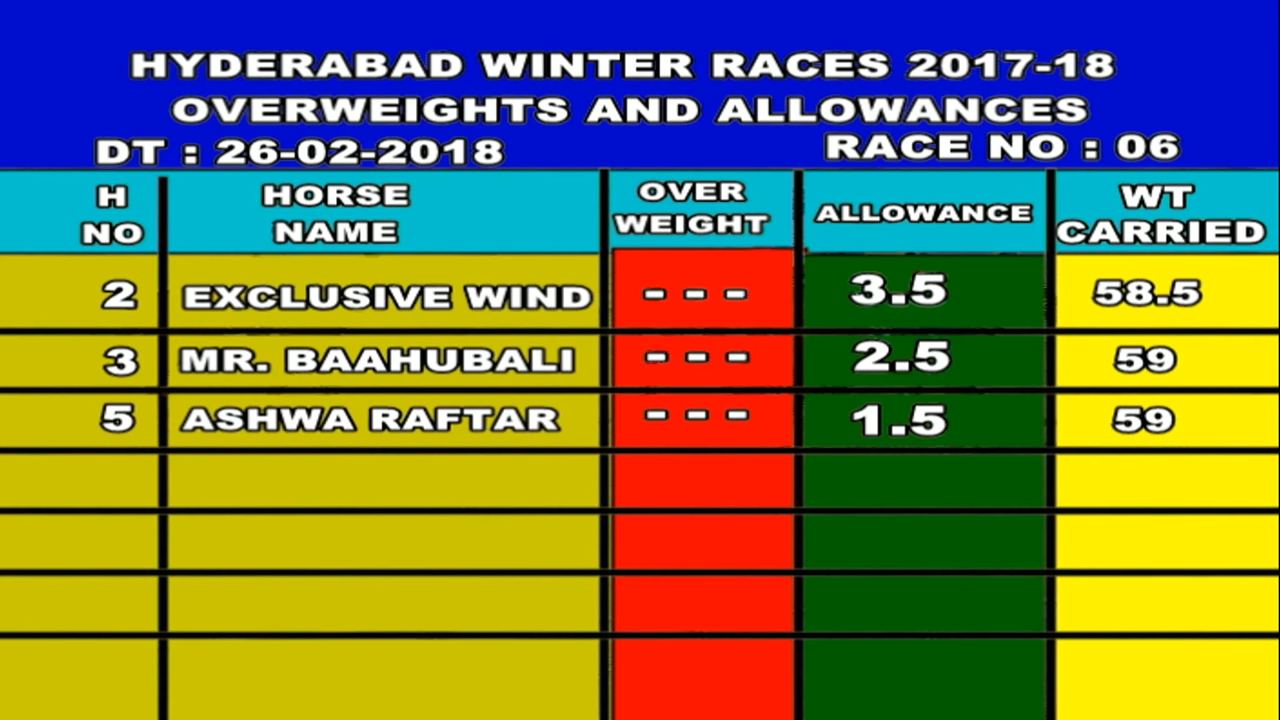 HYDERABAD WINTER RACES 2017-18
OVERWEIGHTS AND ALLOWANCES
DT : 26-02-2018 RACE NO : 06
H NO HORSE NAME OVER WEIGHT ALLOWANCE WT CARRIED
2 EXCLUSIVE WIND - - - 3.5 58.5
3 MR. BAAHUBALI - - - 2.5 59
5 ASHWA RAFTAR - - - 1.5 59